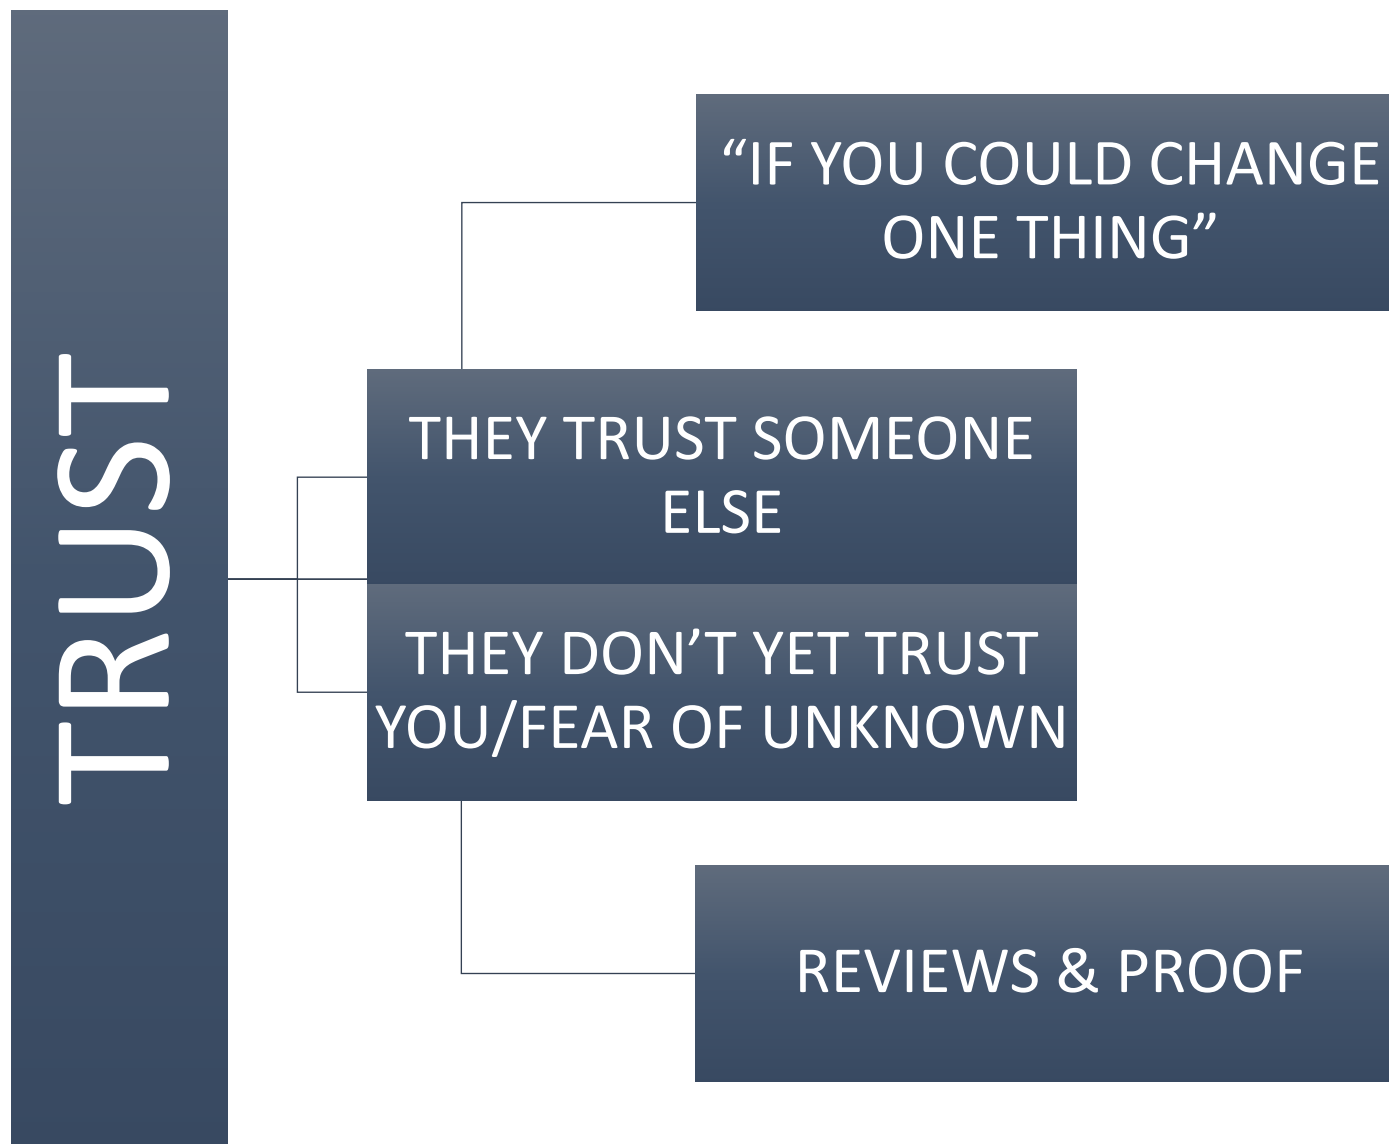 TRUST
“IF YOU COULD CHANGE
ONE THING”
THEY TRUST SOMEONE
ELSE
THEY DON’T YET TRUST
YOU/FEAR OF UNKNOWN
REVIEWS & PROOF